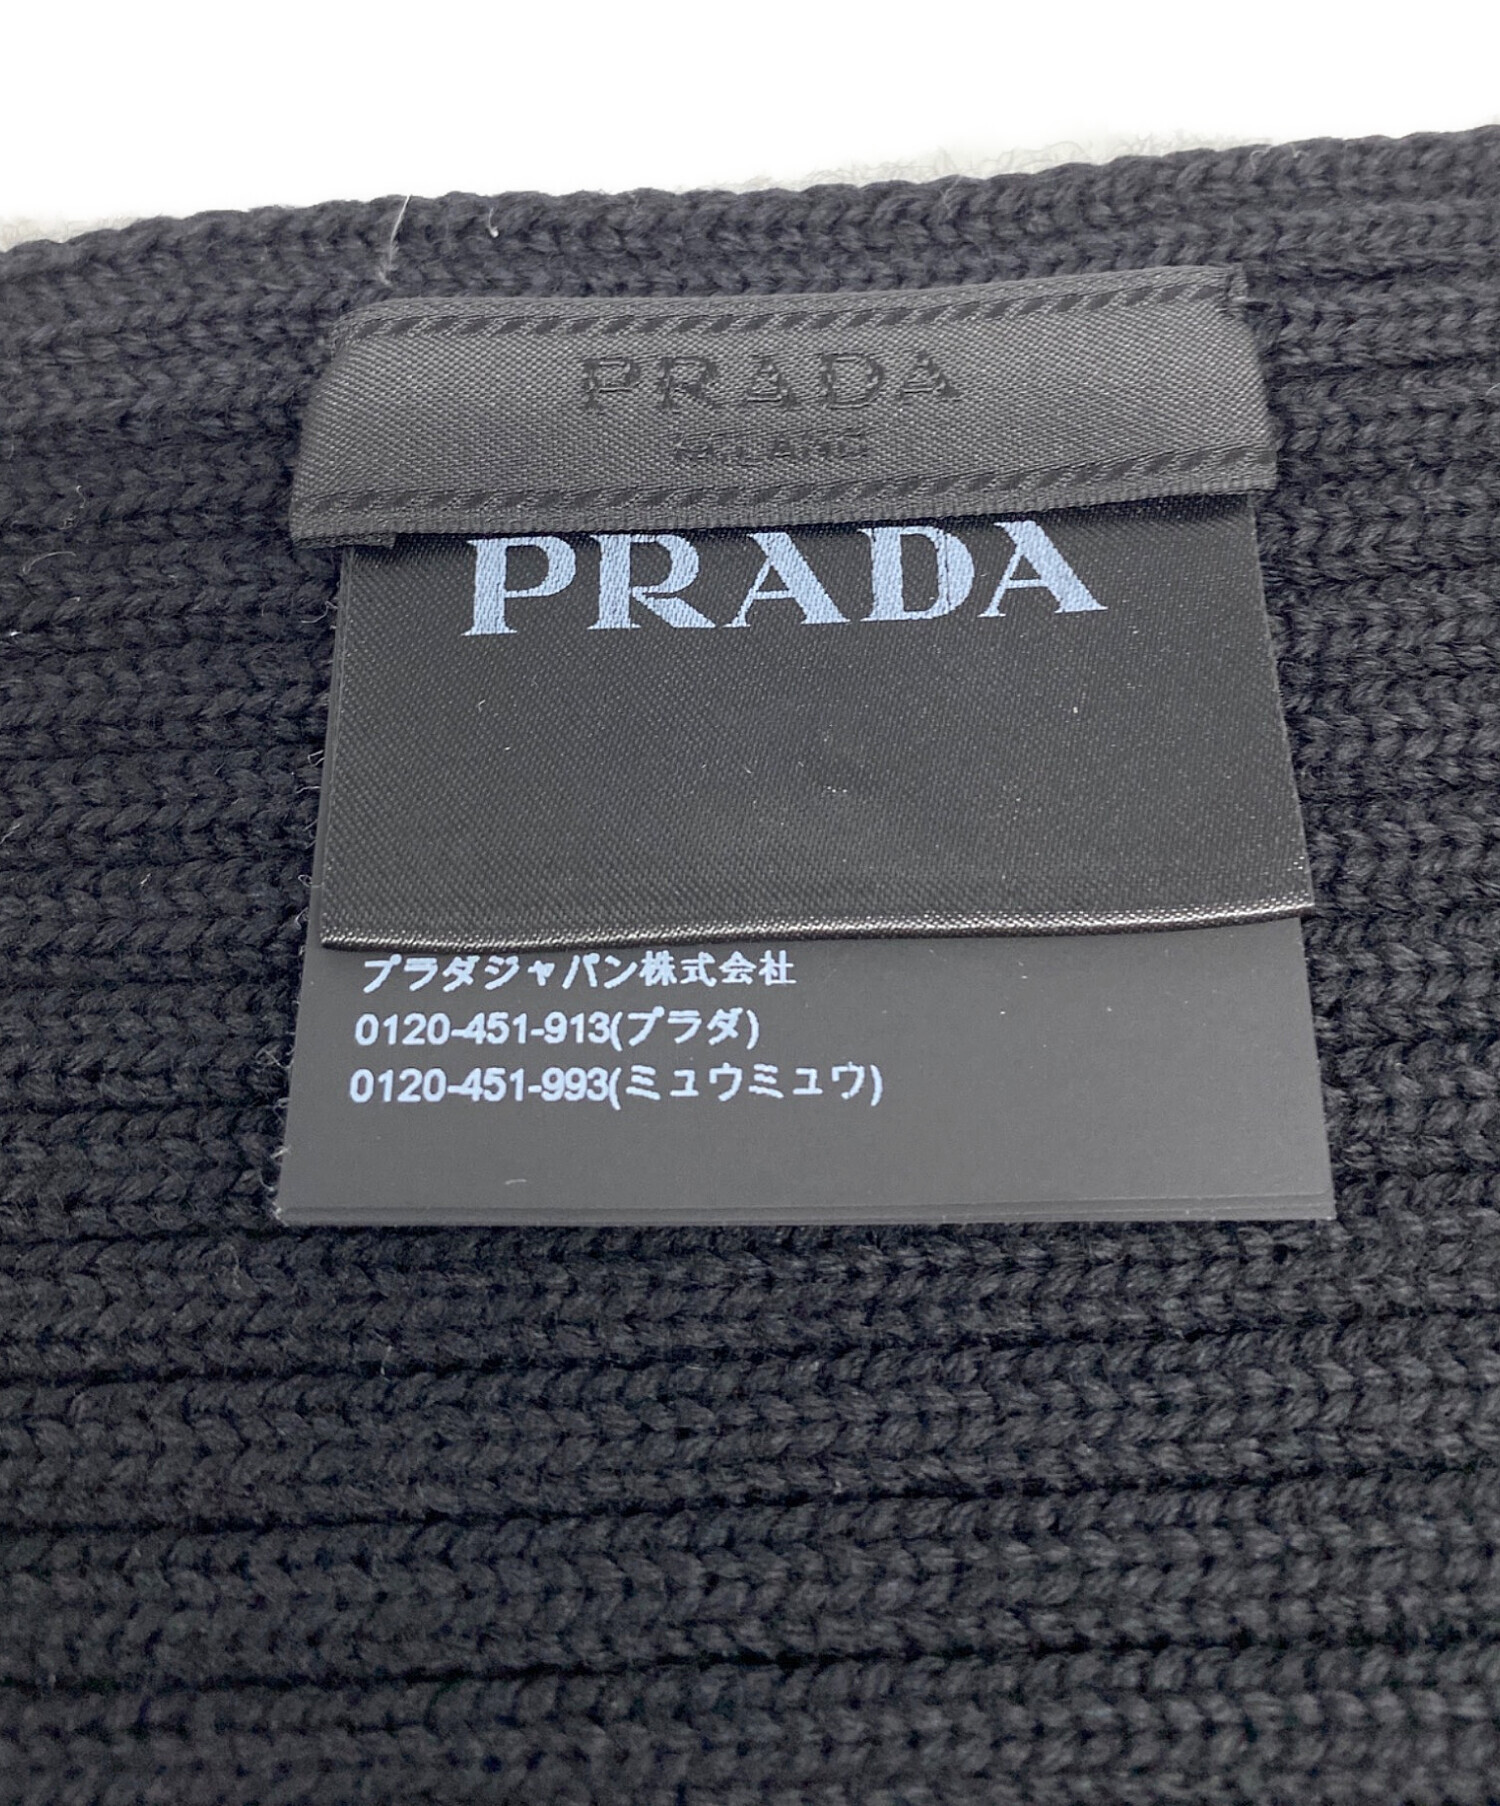 PRADA
MILANO
PRADA
プラダジャパン株式会社
0120-451-913(プラダ)
0120-451-993(ミュウミュウ)